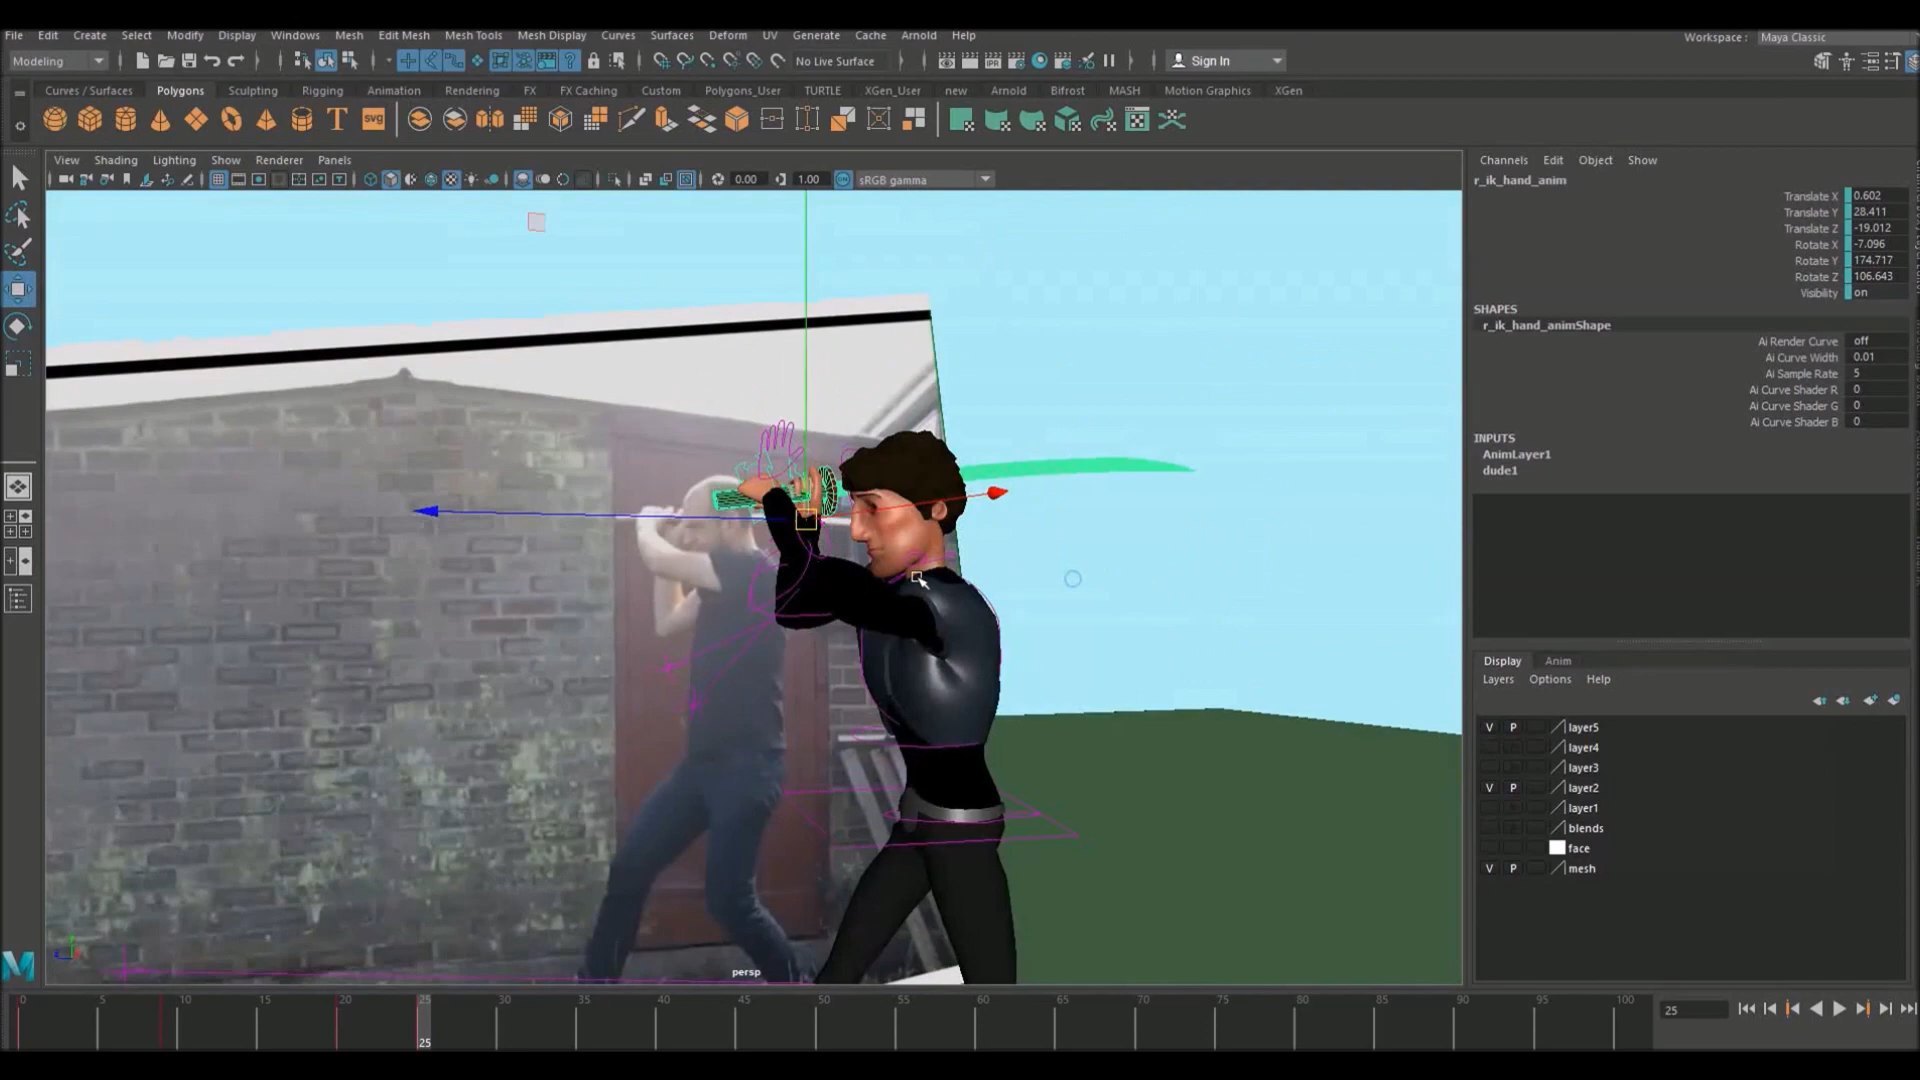 File Edit Create Select Modify Display Windows Mesh Edit Mesh Mesh Tools Mesh Display Curves Surfaces Deform UV Generate Cache Arnold Help
Workspace : Maya Classic
Modeling
No Live Surface
Sign In
Curves / Surfaces Polygons Sculpting Rigging Animation Rendering FX FX Caching Custom Polygons_User TURTLE XGen_User new Arnold Bifrost MASH Motion Graphics XGen
T svg
IPR
View Shading Lighting Show Renderer Panels
0.00 1.00 sRGB gamma
Channels Edit Object Show
r_ik_hand_anim
Translate X 0.602
Translate Y 28.411
Translate Z -19.012
Rotate X -7.096
Rotate Y 174.717
Rotate Z 106.643
Visibility on
SHAPES
r_ik_hand_animShape
Ai Render Curve off
Ai Curve Width 0.01
Ai Sample Rate 5
Ai Curve Shader R 0
Ai Curve Shader G 0
Ai Curve Shader B 0
INPUTS
AnimLayer1
dude1
Display Anim
Layers Options Help
V P layer5
layer4
layer3
V P layer2
layer1
blends
face
V P mesh
persp
0 5 10 15 20 25 30 35 40 45 50 55 60 65 70 75 80 85 90 95 100
25
25